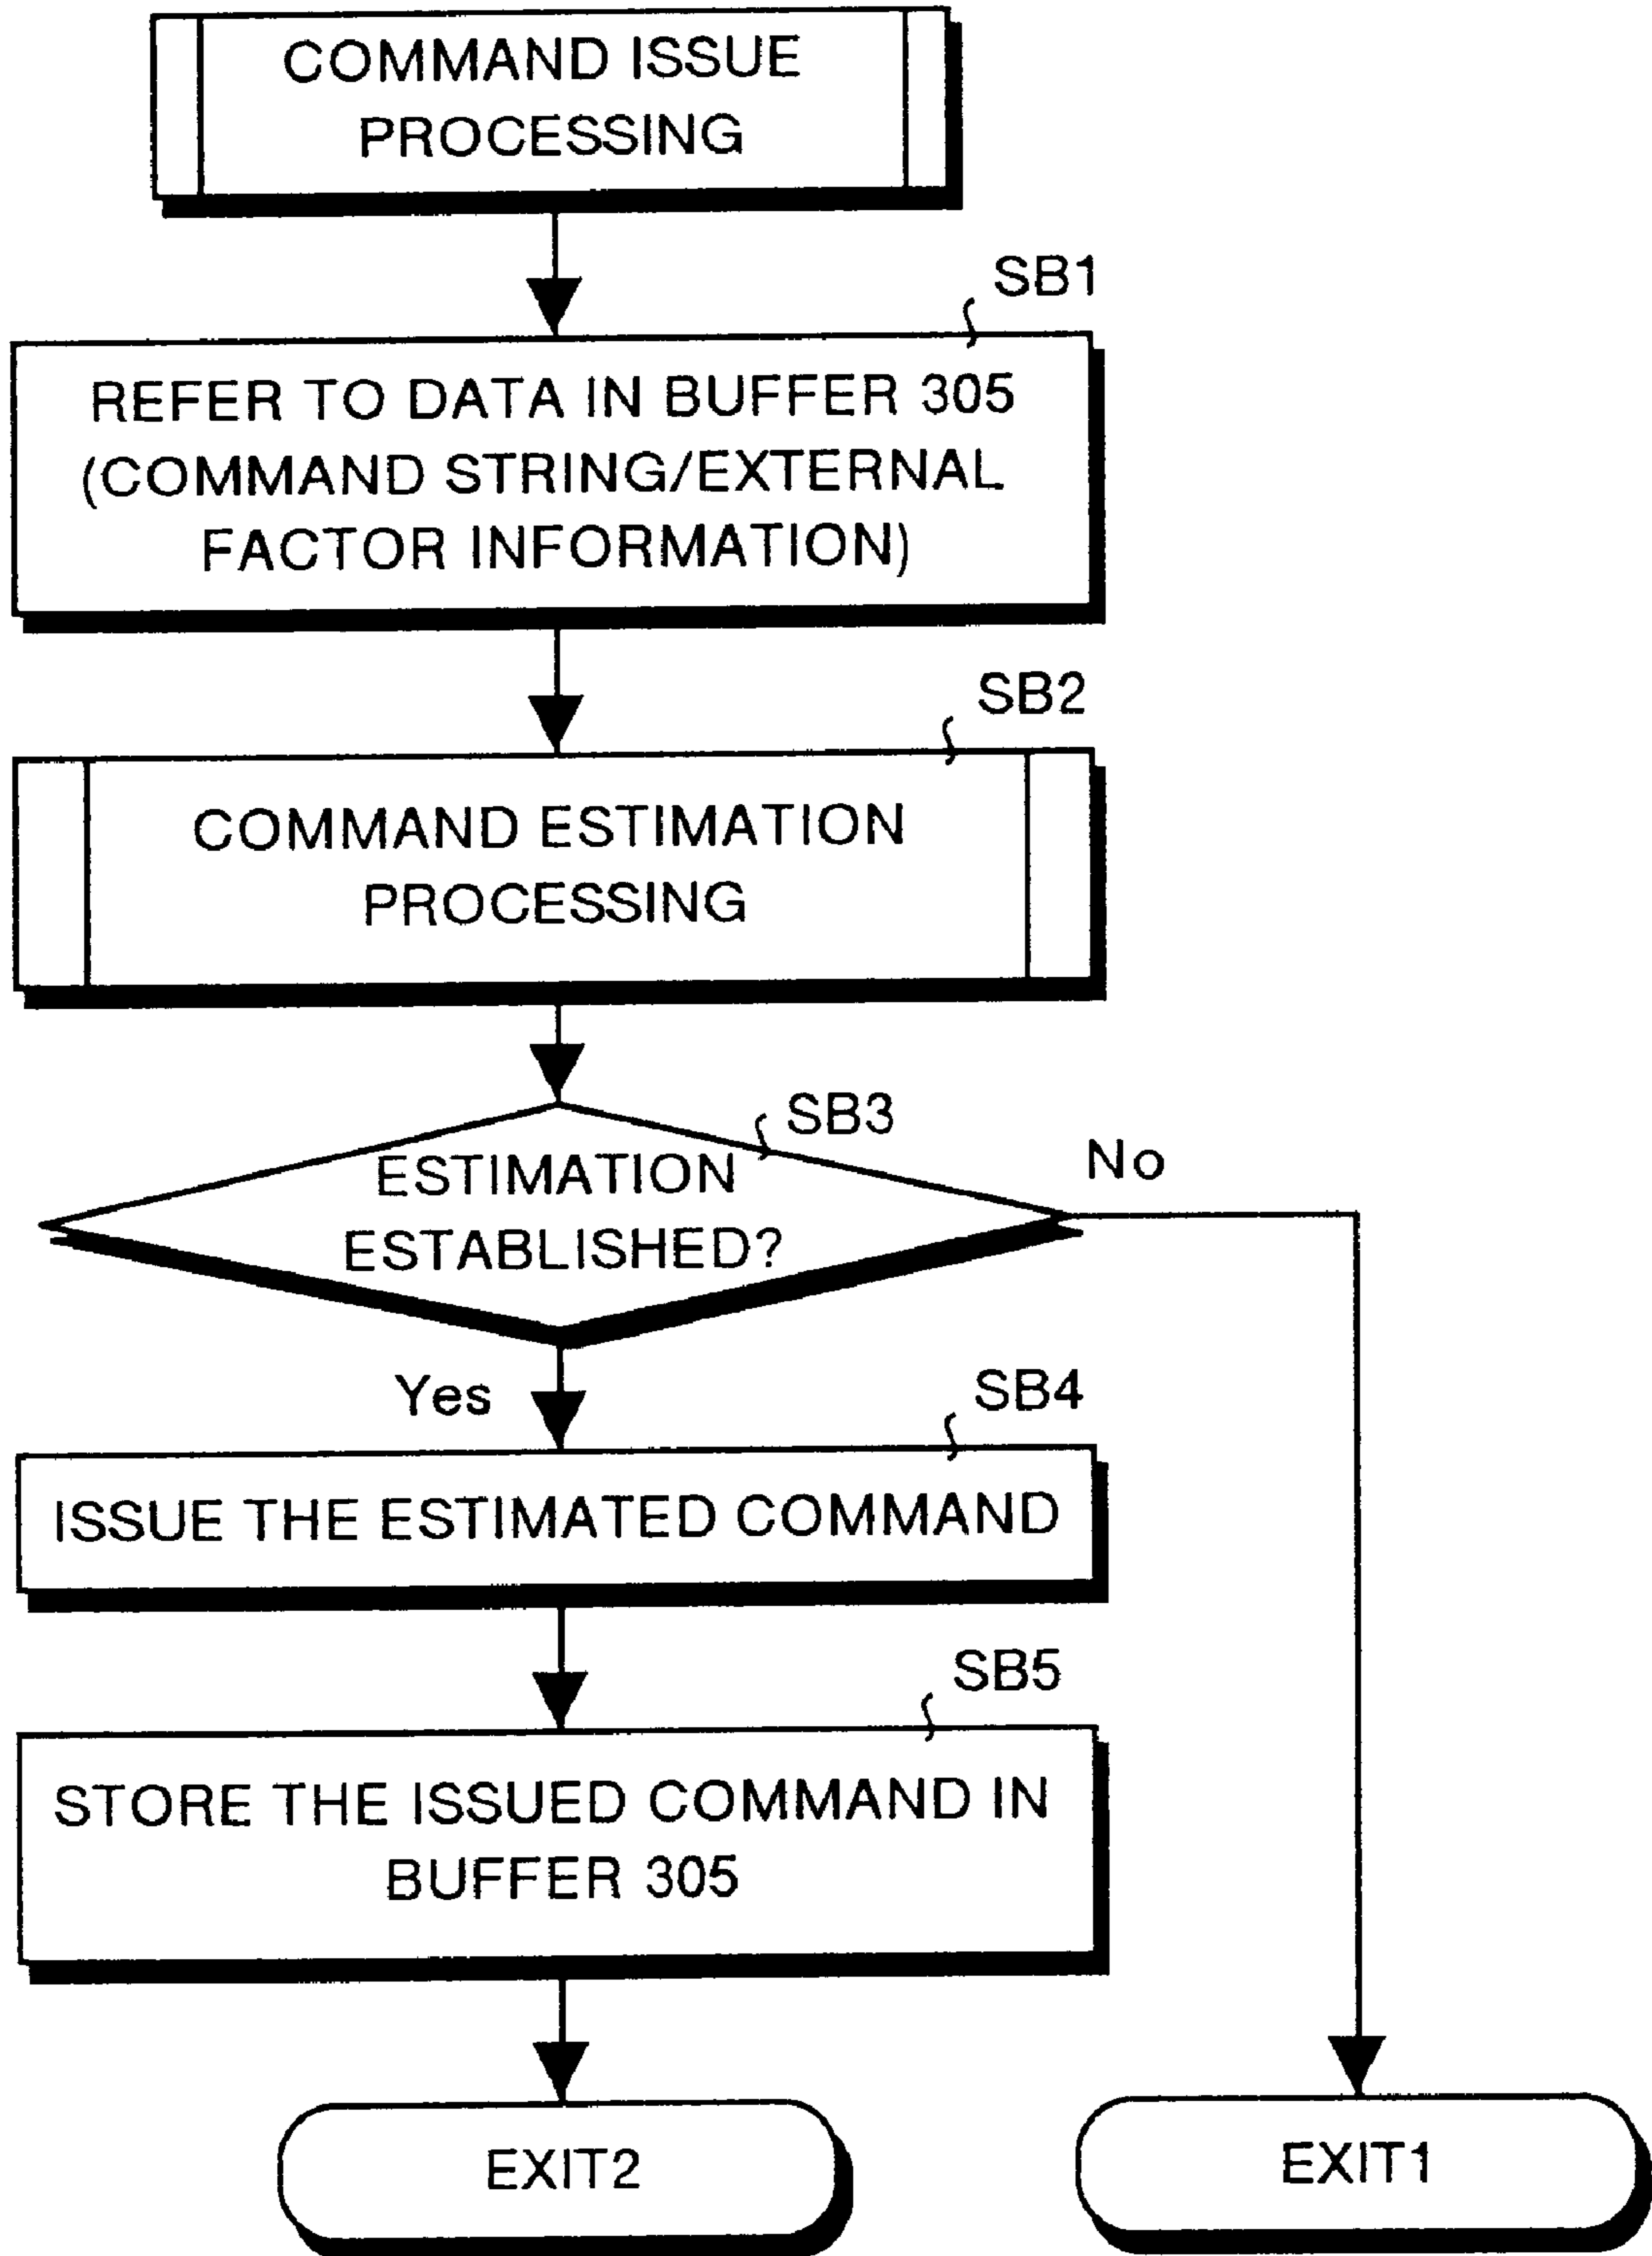 COMMAND ISSUE
PROCESSING
SB1
REFER TO DATA IN BUFFER 305
(COMMAND STRING/EXTERNAL
FACTOR INFORMATION)
SB2
COMMAND ESTIMATION
PROCESSING
SB3
ESTIMATION
ESTABLISHED?
No
Yes
SB4
ISSUE THE ESTIMATED COMMAND
SB5
STORE THE ISSUED COMMAND IN
BUFFER 305
EXIT2
EXIT1